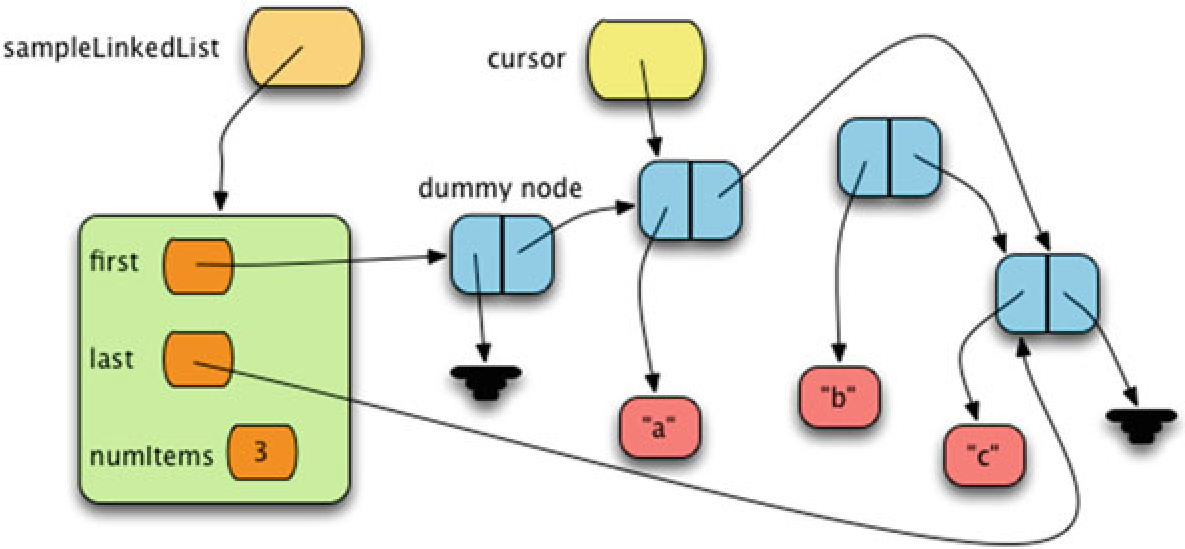 sampleLinkedList
cursor
dummy node
first
last
numItems 3
"a"
"b"
"c"